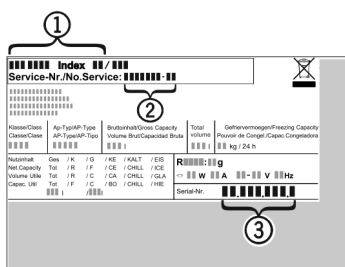 1
Index /
Service-Nr./No.Service: -
2
Klasse/Class
Classe/Clase
Ap-Typ/AP-Type
AP-Type/AP-Tipo
Bruttoinhalt/Gross Capacity
Volume Brut/Capacidad Bruta
I
Total
volume
I
Gefriervermoegen/Freezing Capacity
Pouvoir de Congel./Capac.Congeladora
kg / 24 h
Nutzinhalt Ges / K / G / KE / KALT / EIS
Net.Capacity Tot / R / F / CE / CHILL / ICE
Volume Utile Tot / R / C / CA / CHILL / GLA
Capac. Util Tot / F / C / BO / CHILL / HIE
I / I
R : g
W A - V Hz
Serial-Nr. . . .
3